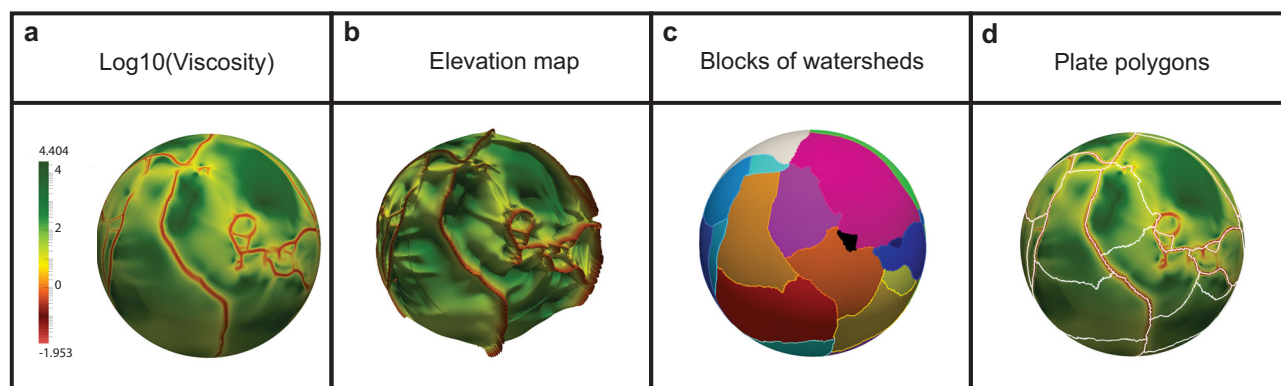 a
Log10(Viscosity)
b
Elevation map
c
Blocks of watersheds
d
Plate polygons
4.404
4
2
0
-1.953